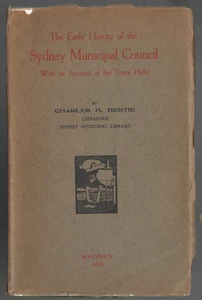 The Early History of the
Sydney Municipal Council
With an Account of the Town Halls
BY
CHARLES H. BERTIE
LIBRARIAN
SYDNEY MUNICIPAL LIBRARY
SYDNEY